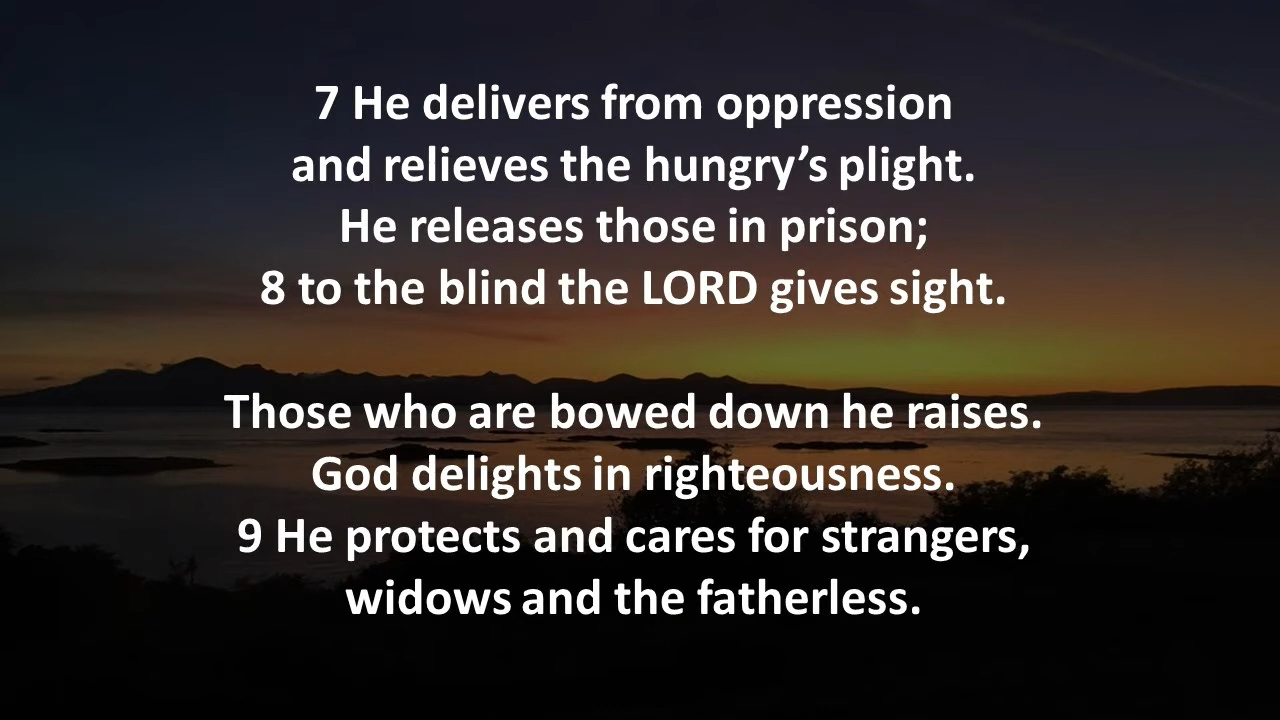 7 He delivers from oppression
and relieves the hungry’s plight.
He releases those in prison;
8 to the blind the LORD gives sight.
Those who are bowed down he raises.
God delights in righteousness.
9 He protects and cares for strangers,
widows and the fatherless.